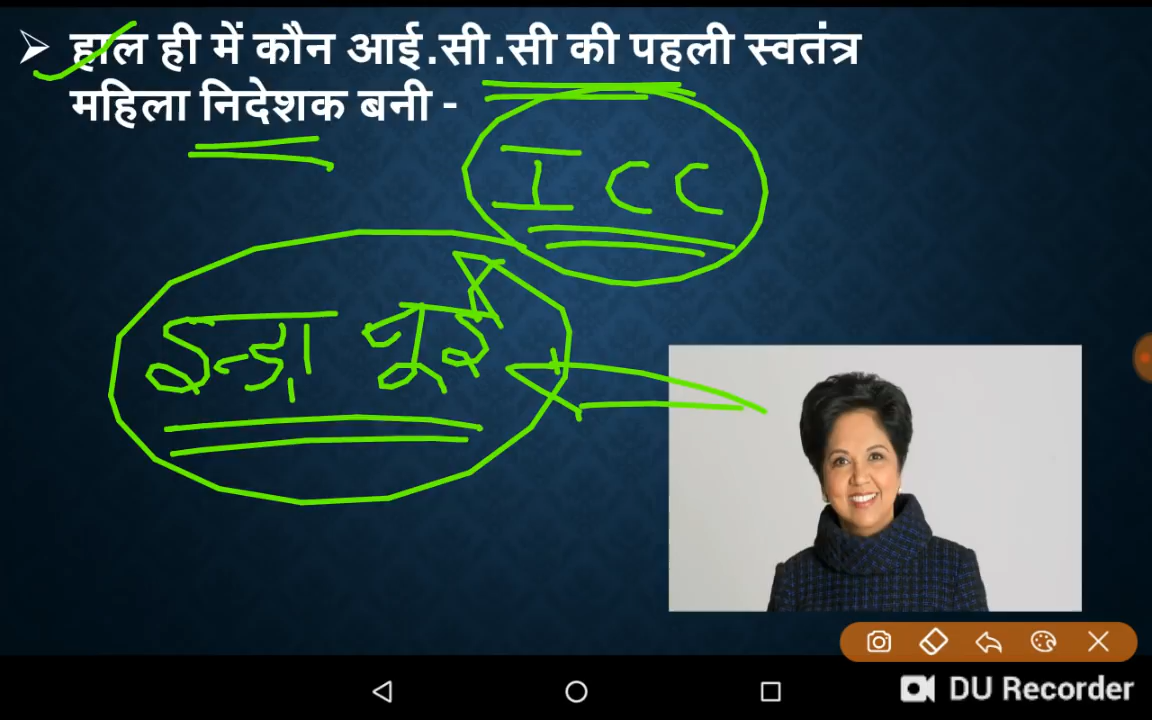 ➤ हाल ही में कौन आई.सी.सी की पहली स्वतंत्र
महिला निदेशक बनी -
ICC
इन्द्रा नूई
DU Recorder